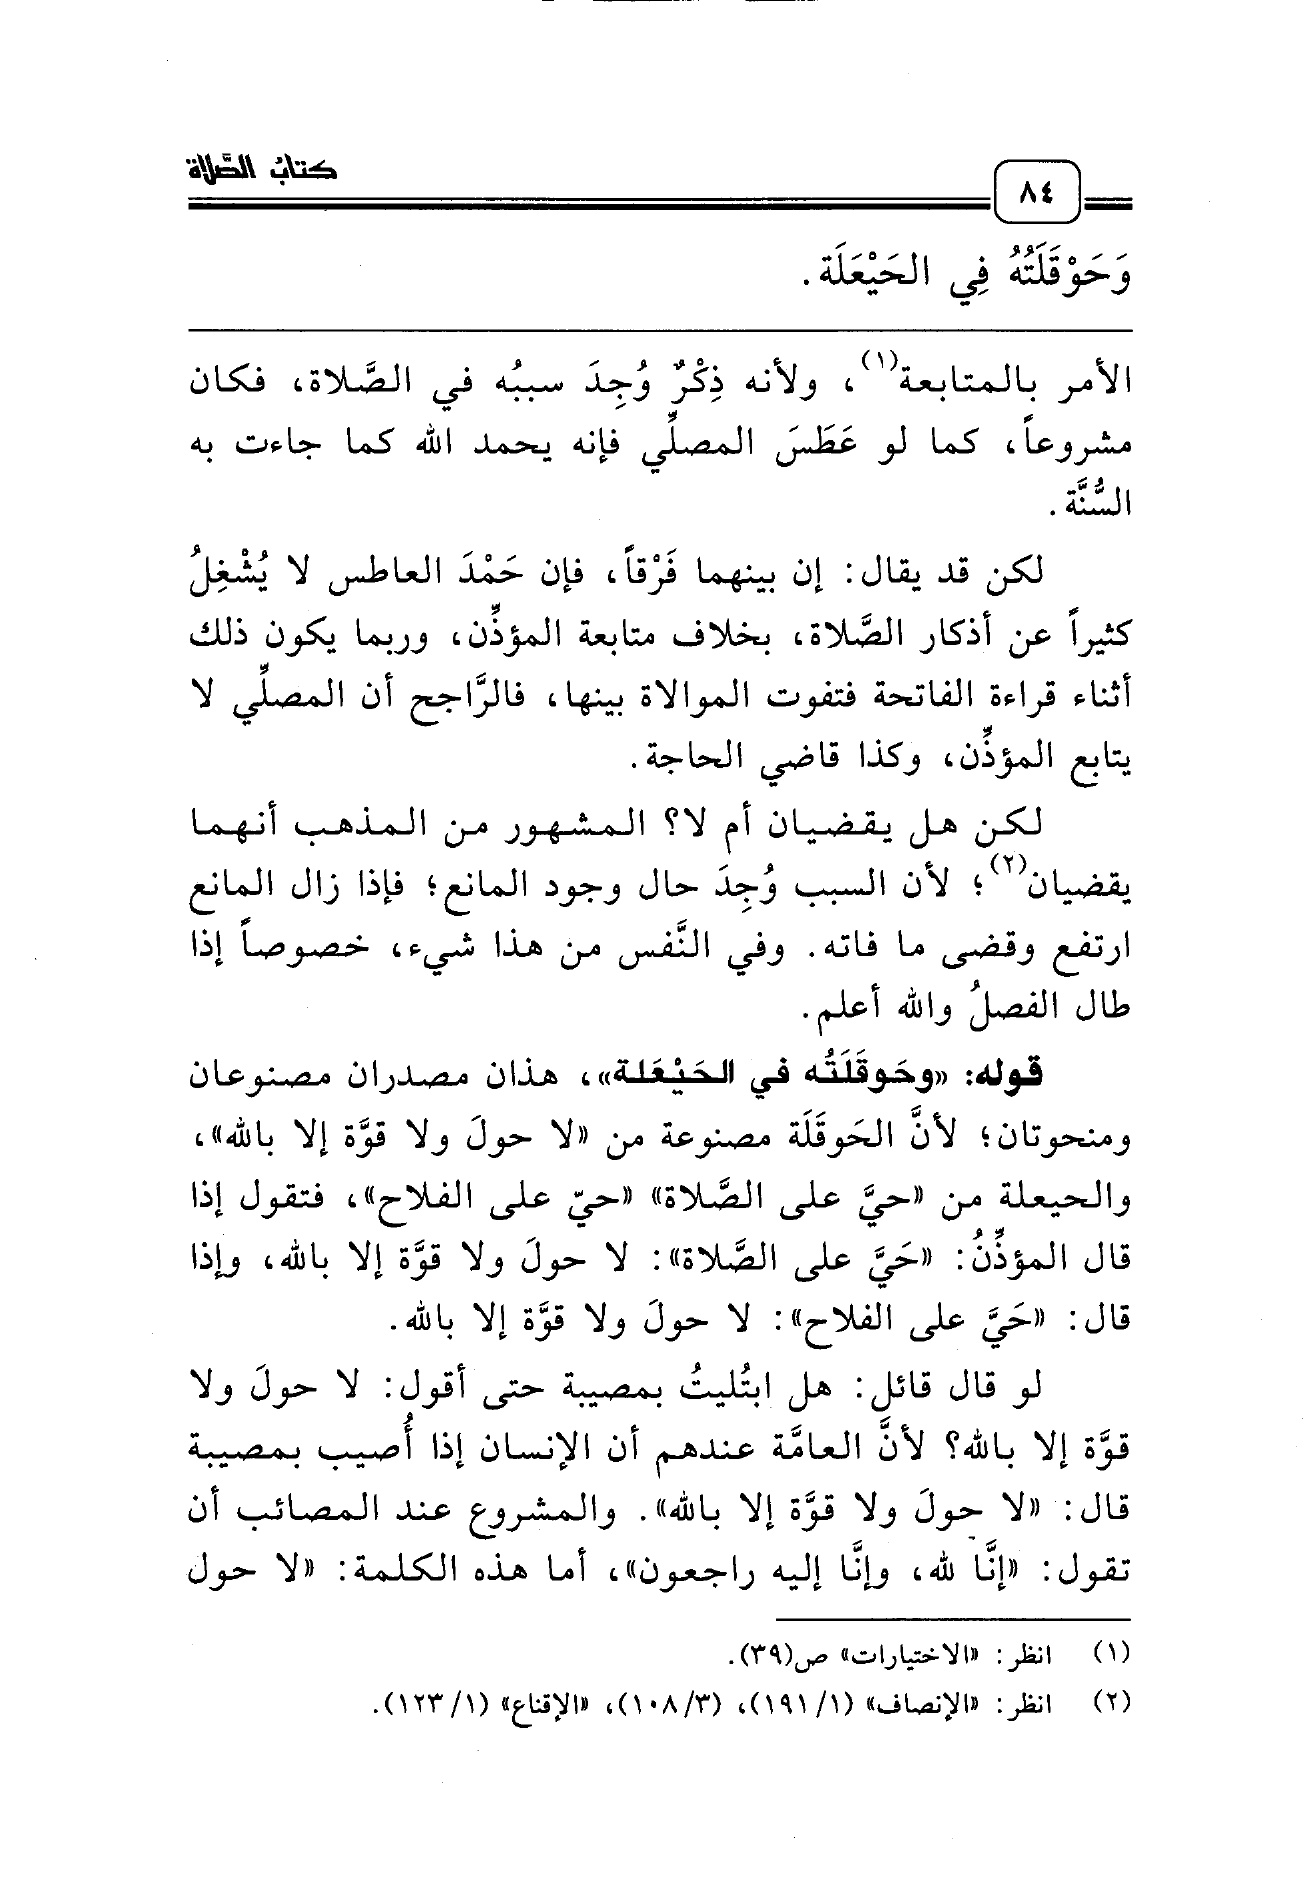 كتابُ الصَّلاة
٨٤
وَحَوْقَلَتُهُ فِي الحَيْعَلَة.
الأمر بالمتابعة(١)، ولأنه ذِكْرٌ وُجِدَ سببُه في الصَّلاة، فكان
مشروعاً، كما لو عَطَسَ المصلِّي فإنه يحمد الله كما جاءت به
السُّنَّة.
لكن قد يقال: إن بينهما فَرْقاً، فإن حَمْدَ العاطس لا يُشْغِلُ
كثيراً عن أذكار الصَّلاة، بخلاف متابعة المؤذِّن، وربما يكون ذلك
أثناء قراءة الفاتحة فتفوت الموالاة بينها، فالرَّاجح أن المصلِّي لا
يتابع المؤذِّن، وكذا قاضي الحاجة.
لكن هل يقضيان أم لا؟ المشهور من المذهب أنهما
يقضيان(٢)؛ لأن السبب وُجِدَ حال وجود المانع؛ فإذا زال المانع
ارتفع وقضى ما فاته. وفي النَّفس من هذا شيء، خصوصاً إذا
طال الفصلُ والله أعلم.
قوله: «وحَوقَلَتُه في الحَيْعَلة»، هذان مصدران مصنوعان
ومنحوتان؛ لأنَّ الحَوقَلَة مصنوعة من «لا حولَ ولا قوَّة إلا بالله»،
والحيعلة من «حيَّ على الصَّلاة» «حيّ على الفلاح»، فتقول إذا
قال المؤذِّنُ: «حَيَّ على الصَّلاة»: لا حولَ ولا قوَّة إلا بالله، وإذا
قال: «حَيَّ على الفلاح»: لا حولَ ولا قوَّة إلا بالله.
لو قال قائل: هل ابتُليتُ بمصيبة حتى أقول: لا حولَ ولا
قوَّة إلا بالله؟ لأنَّ العامَّة عندهم أن الإنسان إذا أُصيب بمصيبة
قال: «لا حولَ ولا قوَّة إلا بالله». والمشروع عند المصائب أن
تقول: «إنَّا لله، وإنَّا إليه راجعون»، أما هذه الكلمة: «لا حول
(١) انظر: «الاختيارات» ص(٣٩).
(٢) انظر: «الإنصاف» (١/١٩١)، (٣/١٠٨)، «الإقناع» (١/١٢٣).